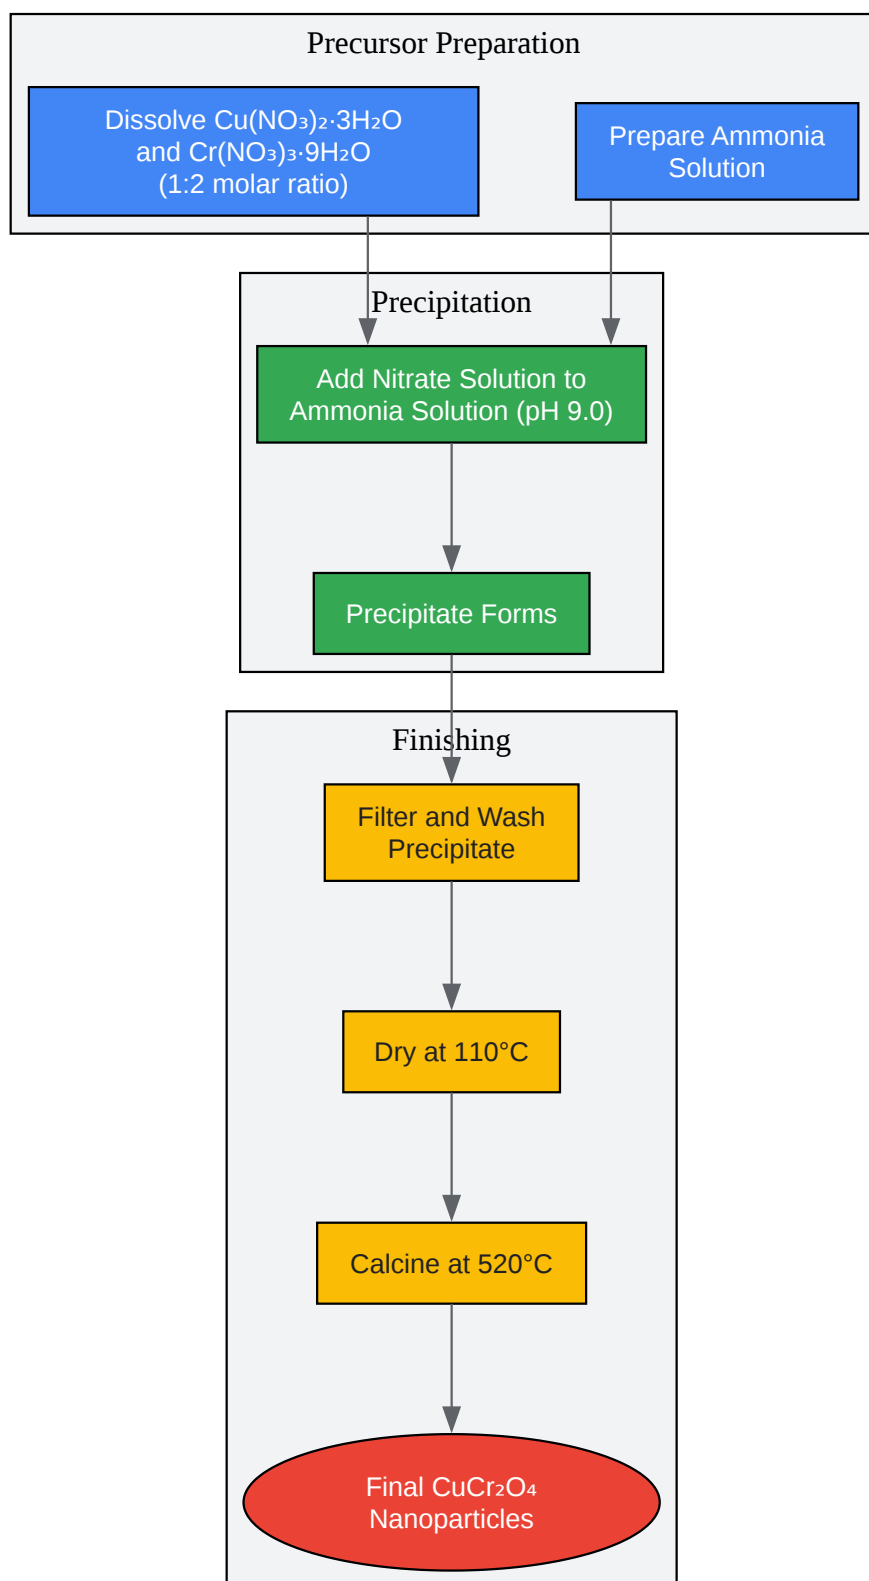 Precursor Preparation
Dissolve Cu(NO₃)₂·3H₂O
and Cr(NO₃)₃·9H₂O
(1:2 molar ratio)
Prepare Ammonia
Solution
Precipitation
Add Nitrate Solution to
Ammonia Solution (pH 9.0)
Precipitate Forms
Finishing
Filter and Wash
Precipitate
Dry at 110°C
Calcine at 520°C
Final CuCr₂O₄
Nanoparticles